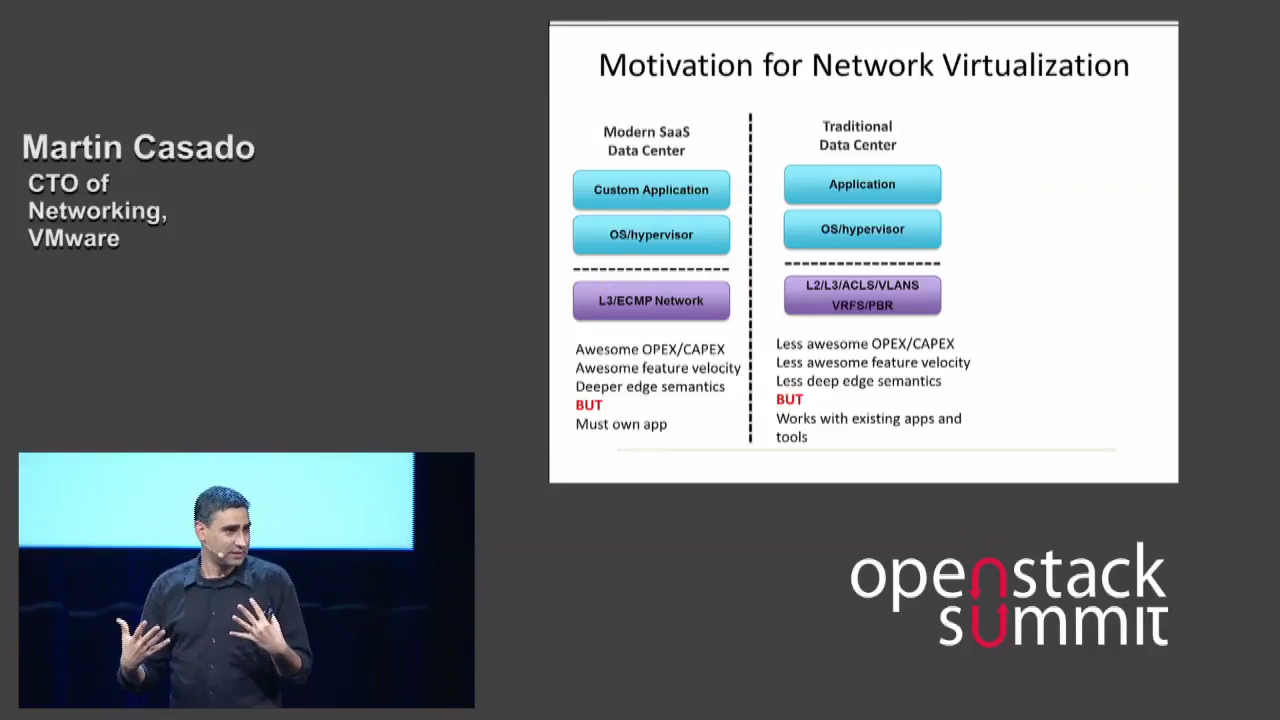 Martin Casado
CTO of
Networking,
VMware
Motivation for Network Virtualization
Modern SaaS
Data Center
Custom Application
OS/hypervisor
L3/ECMP Network
Awesome OPEX/CAPEX
Awesome feature velocity
Deeper edge semantics
BUT
Must own app
Traditional
Data Center
Application
OS/hypervisor
L2/L3/ACLS/VLANS
VRFS/PBR
Less awesome OPEX/CAPEX
Less awesome feature velocity
Less deep edge semantics
BUT
Works with existing apps and
tools
openstack
summit